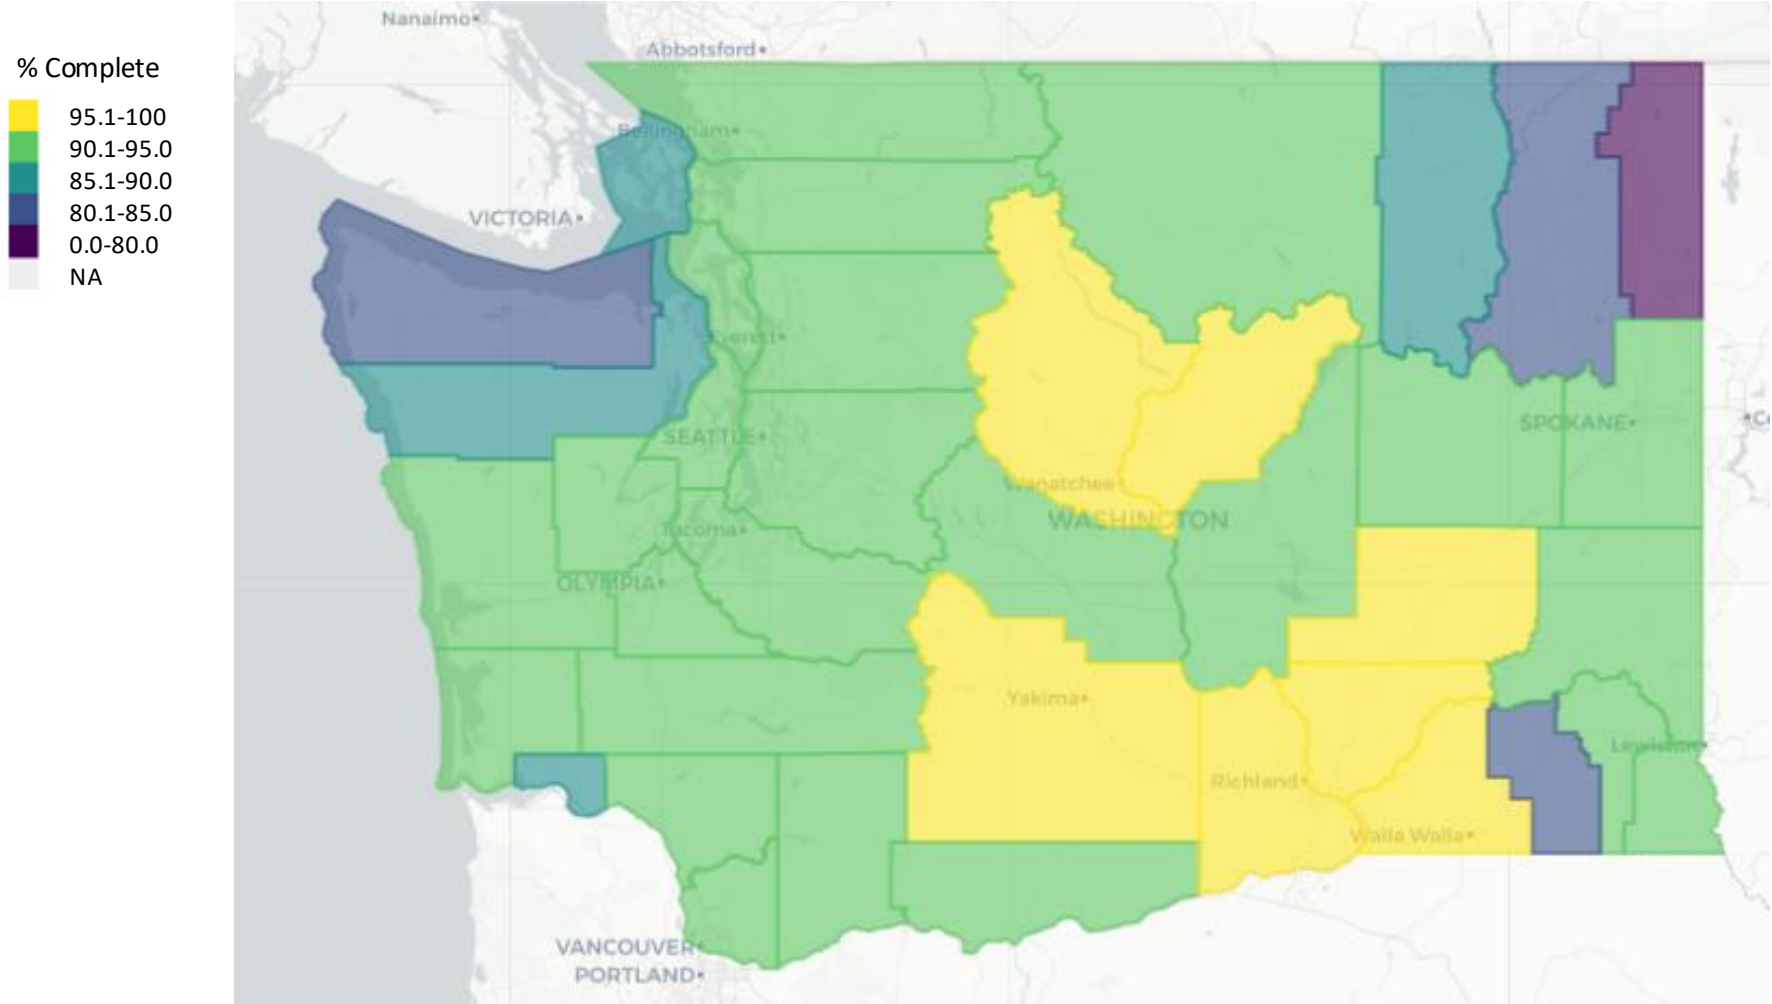 % Complete
95.1-100
90.1-95.0
85.1-90.0
80.1-85.0
0.0-80.0
NA
Nanaimo
Abbotsford
Bellingham
VICTORIA
Everett
SEATTLE
SPOKANE
Wenatchee
WASHINGTON
Tacoma
OLYMPIA
Yakima
Lewiston
Richland
Walla Walla
VANCOUVER
PORTLAND